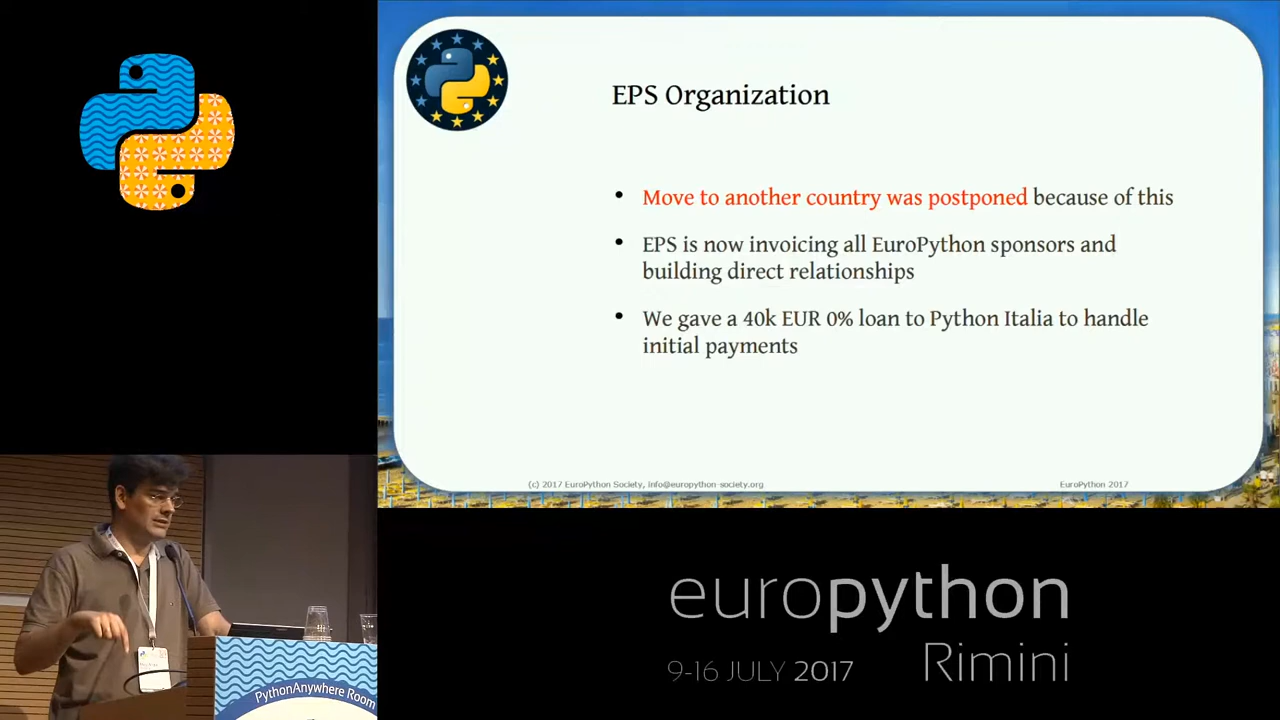 EPS Organization
• Move to another country was postponed because of this
• EPS is now invoicing all EuroPython sponsors and
building direct relationships
• We gave a 40k EUR 0% loan to Python Italia to handle
initial payments
(c) 2017 EuroPython Society, info@europython-society.org
EuroPython 2017
PythonAnywhere Room
europython
Rimini
9-16 JULY 2017